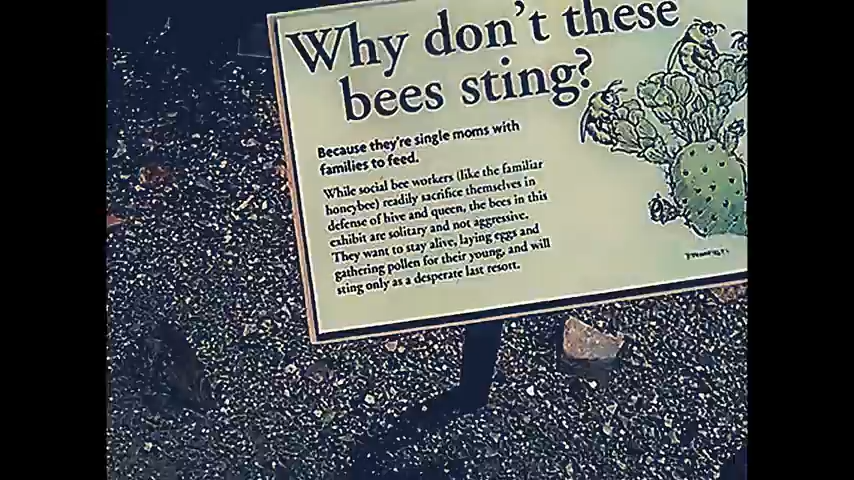 Why don't these
bees sting?
Because they're single moms with
families to feed.
While social bee workers (like the familiar
honeybee) readily sacrifice themselves in
defense of hive and queen, the bees in this
exhibit are solitary and not aggressive.
They want to stay alive, laying eggs and
gathering pollen for their young, and will
sting only as a desperate last resort.